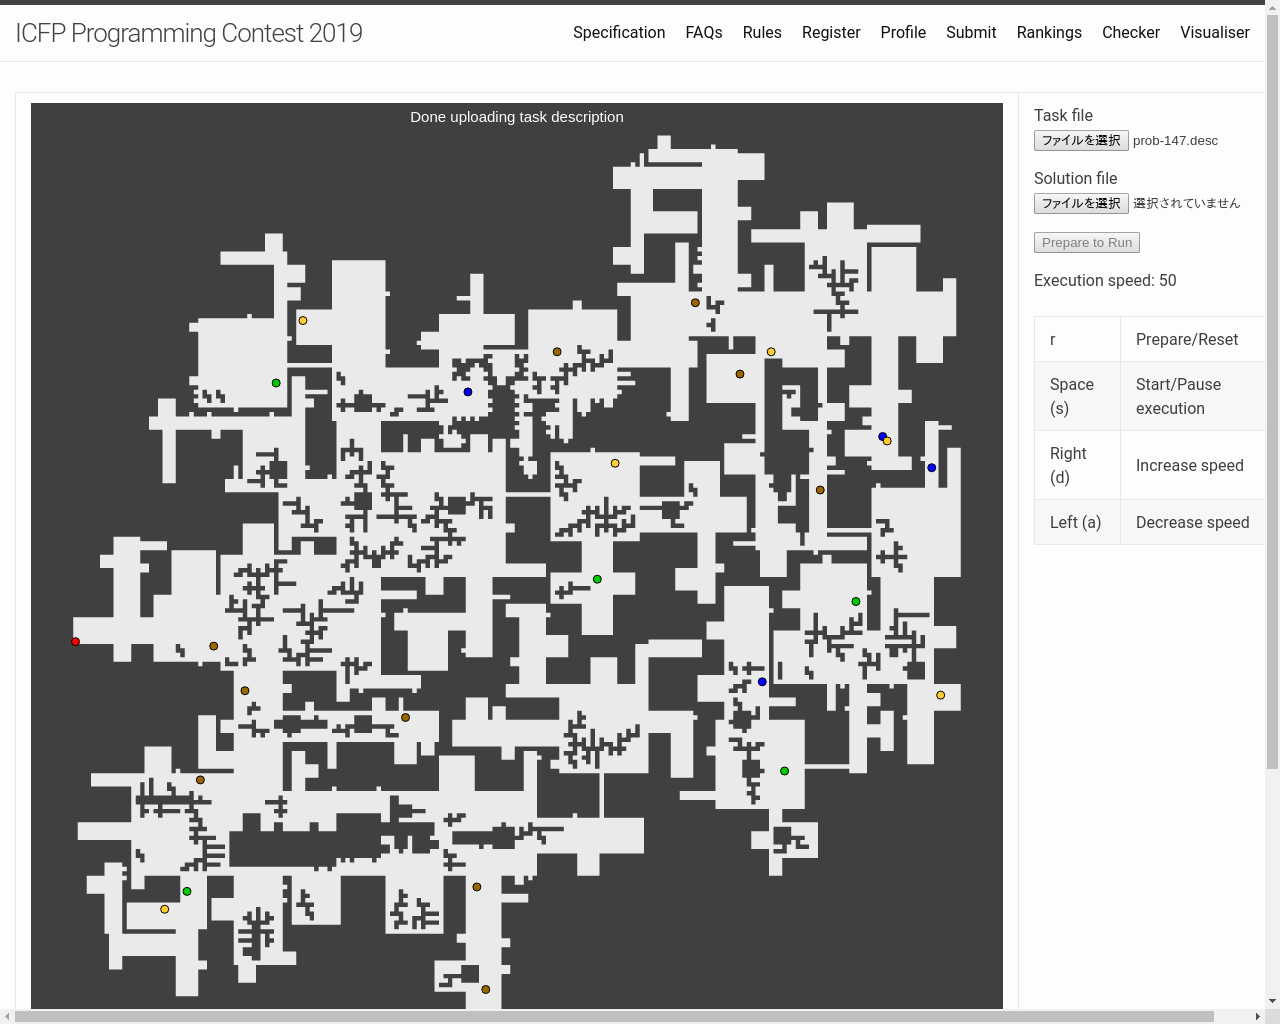 ICFP Programming Contest 2019
Specification FAQs Rules Register Profile Submit Rankings Checker Visualiser
Done uploading task description
Task file
ファイルを選択 prob-147.desc
Solution file
ファイルを選択 選択されていません
Prepare to Run
Execution speed: 50
r Prepare/Reset
Space (s) Start/Pause execution
Right (d) Increase speed
Left (a) Decrease speed